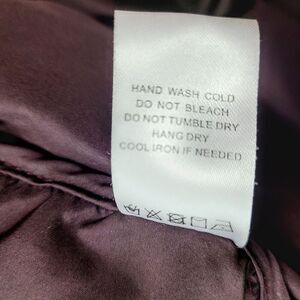 HAND WASH COLD
DO NOT BLEACH
DO NOT TUMBLE DRY
HANG DRY
COOL IRON IF NEEDED